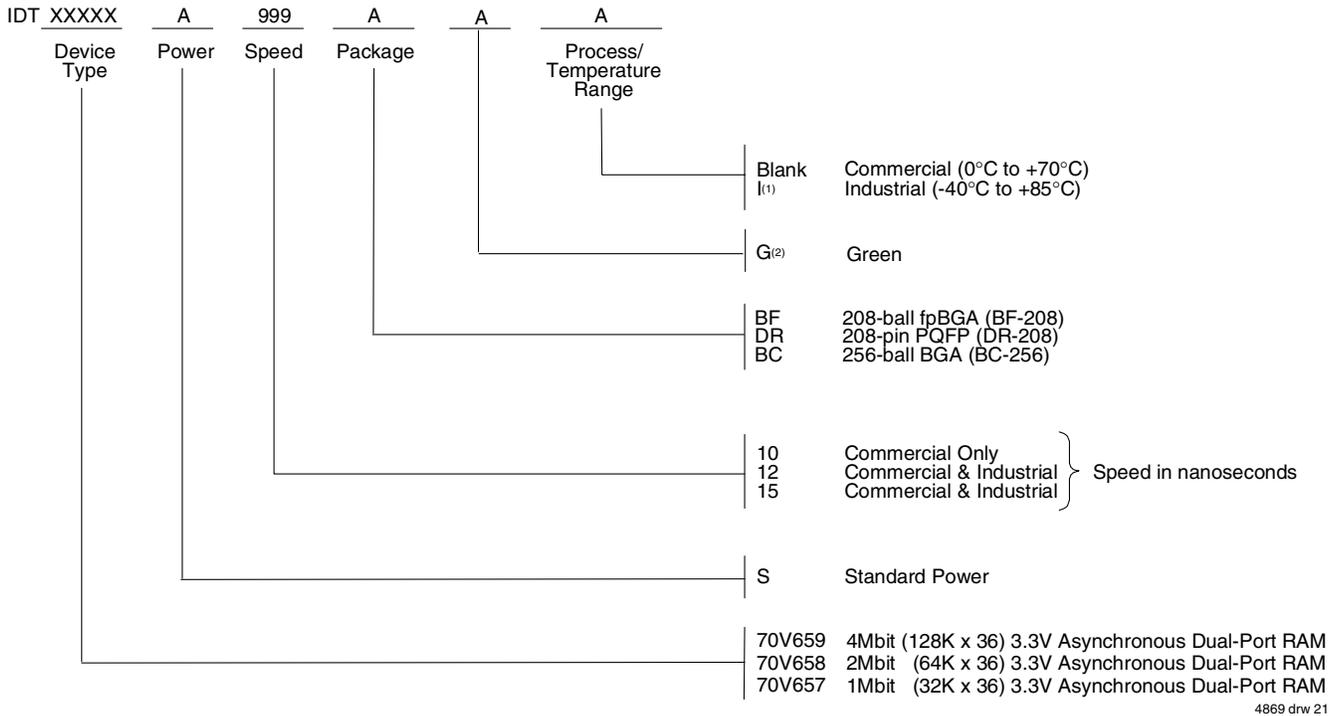 IDT XXXXX A 999 A A A
Device Power Speed Package Process/
Type Temperature
Range
Blank Commercial (0°C to +70°C)
I(1) Industrial (-40°C to +85°C)
G(2) Green
BF 208-ball fpBGA (BF-208)
DR 208-pin PQFP (DR-208)
BC 256-ball BGA (BC-256)
10 Commercial Only
12 Commercial & Industrial Speed in nanoseconds
15 Commercial & Industrial
S Standard Power
70V659 4Mbit (128K x 36) 3.3V Asynchronous Dual-Port RAM
70V658 2Mbit (64K x 36) 3.3V Asynchronous Dual-Port RAM
70V657 1Mbit (32K x 36) 3.3V Asynchronous Dual-Port RAM
4869 drw 21